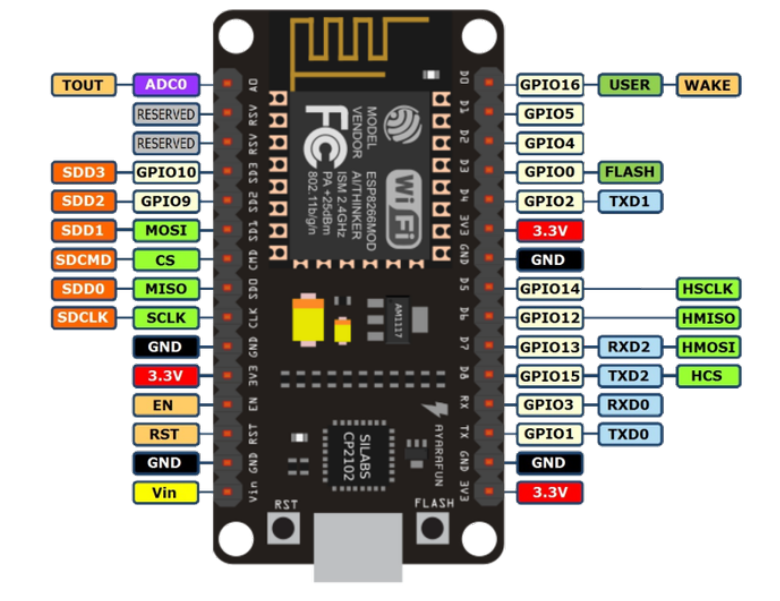 TOUT ADC0 A0 D0 GPIO16 USER WAKE
RESERVED RSV D1 GPIO5
RESERVED RSV D2 GPIO4
SDD3 GPIO10 SD3 D3 GPIO0 FLASH
SDD2 GPIO9 SD2 D4 GPIO2 TXD1
SDD1 MOSI SD1 3V3 3.3V
SDCMD CS CMD GND GND
SDD0 MISO SD0 D5 GPIO14 HSCLK
SDCLK SCLK CLK D6 GPIO12 HMISO
GND GND D7 GPIO13 RXD2 HMOSI
3.3V 3V3 D8 GPIO15 TXD2 HCS
EN EN RX GPIO3 RXD0
RST RST TX GPIO1 TXD0
GND GND GND GND
Vin Vin 3V3 3.3V
MODEL ESP8266MOD
VENDOR AI/THINKER
ISM 2.4GHz
PA +25dBm
802.11b/g/n
FC
WiFi
AM1117
SILABS
CP2102
AYARAFUN
RST
FLASH